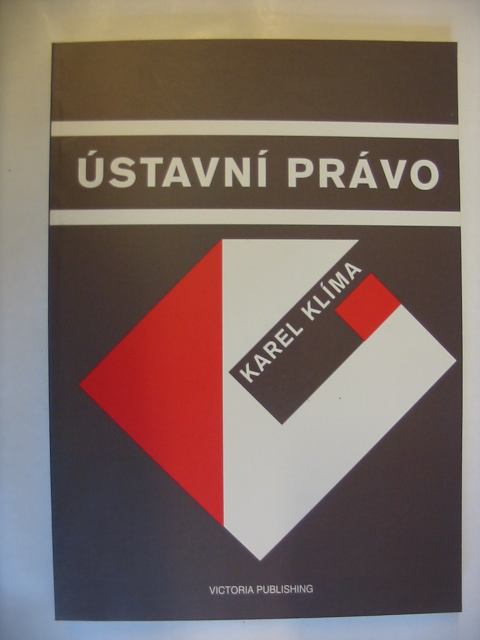 ÚSTAVNÍ PRÁVO
KAREL KLÍMA
VICTORIA PUBLISHING